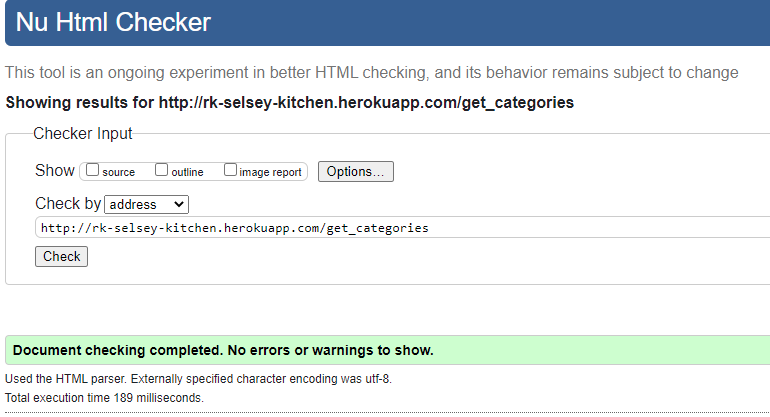 Nu Html Checker
This tool is an ongoing experiment in better HTML checking, and its behavior remains subject to change
Showing results for http://rk-selsey-kitchen.herokuapp.com/get_categories
Checker Input
Show source outline image report Options...
Check by address
http://rk-selsey-kitchen.herokuapp.com/get_categories
Check
Document checking completed. No errors or warnings to show.
Used the HTML parser. Externally specified character encoding was utf-8.
Total execution time 189 milliseconds.